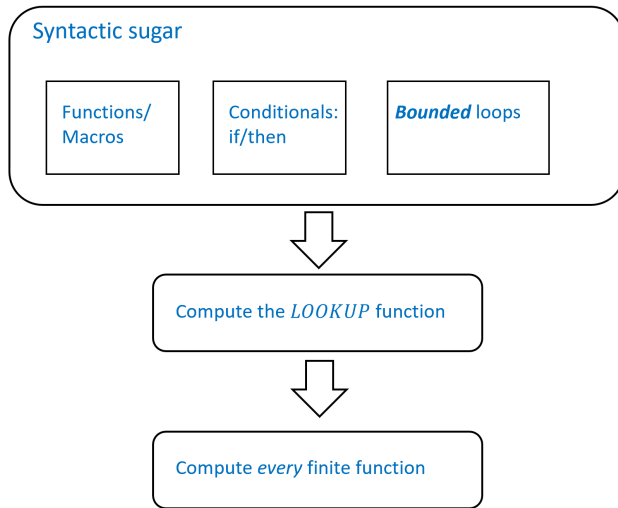 Syntactic sugar
Functions/
Macros
Conditionals:
if/then
Bounded loops
Compute the LOOKUP function
Compute every finite function